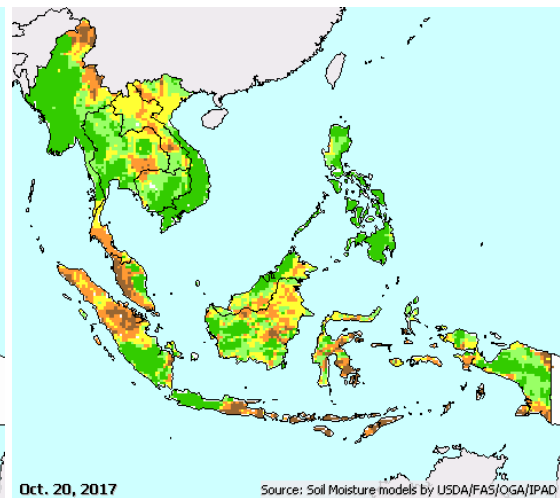 Oct. 20, 2017
Source: Soil Moisture models by USDA/FAS/OGA/IPAD